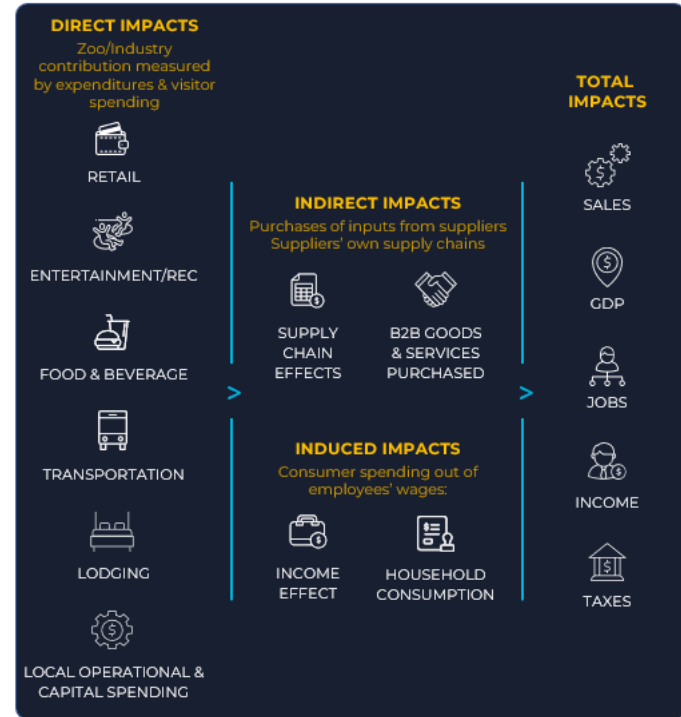 DIRECT IMPACTS
Zoo/Industry
contribution measured
by expenditures & visitor
spending
RETAIL
ENTERTAINMENT/REC
FOOD & BEVERAGE
TRANSPORTATION
LODGING
LOCAL OPERATIONAL &
CAPITAL SPENDING
>
INDIRECT IMPACTS
Purchases of inputs from suppliers
Suppliers' own supply chains
SUPPLY
CHAIN
EFFECTS
B2B GOODS
& SERVICES
PURCHASED
INDUCED IMPACTS
Consumer spending out of
employees' wages:
INCOME
EFFECT
HOUSEHOLD
CONSUMPTION
>
TOTAL
IMPACTS
SALES
GDP
JOBS
INCOME
TAXES